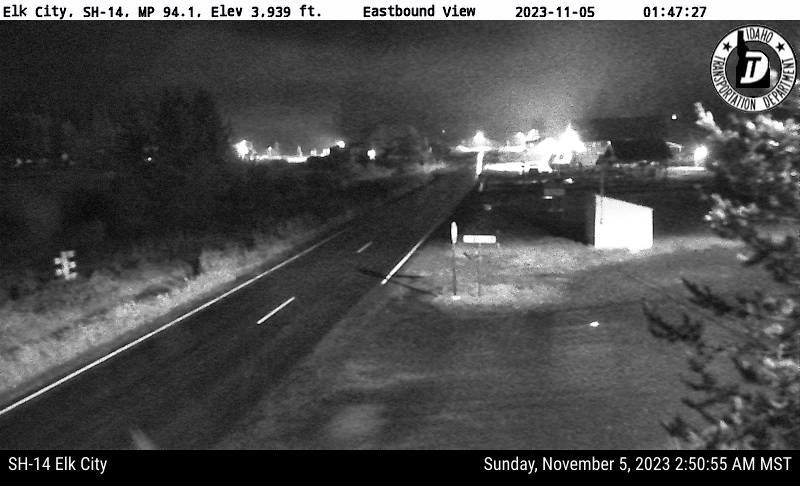 Elk City, SH-14, MP 94.1, Elev 3,939 ft. Eastbound View 2023-11-05 01:47:27
IDAHO
TRANSPORTATION DEPARTMENT
SH-14 Elk City
Sunday, November 5, 2023 2:50:55 AM MST